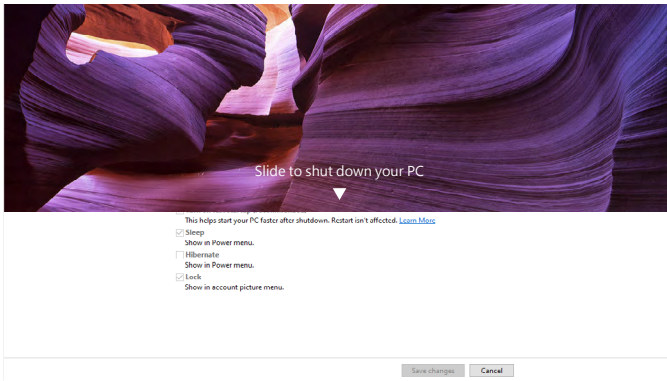 Slide to shut down your PC
This helps start your PC faster after shutdown. Restart isn't affected. Learn More
Sleep
Show in Power menu.
Hibernate
Show in Power menu.
Lock
Show in account picture menu.
Save changes Cancel